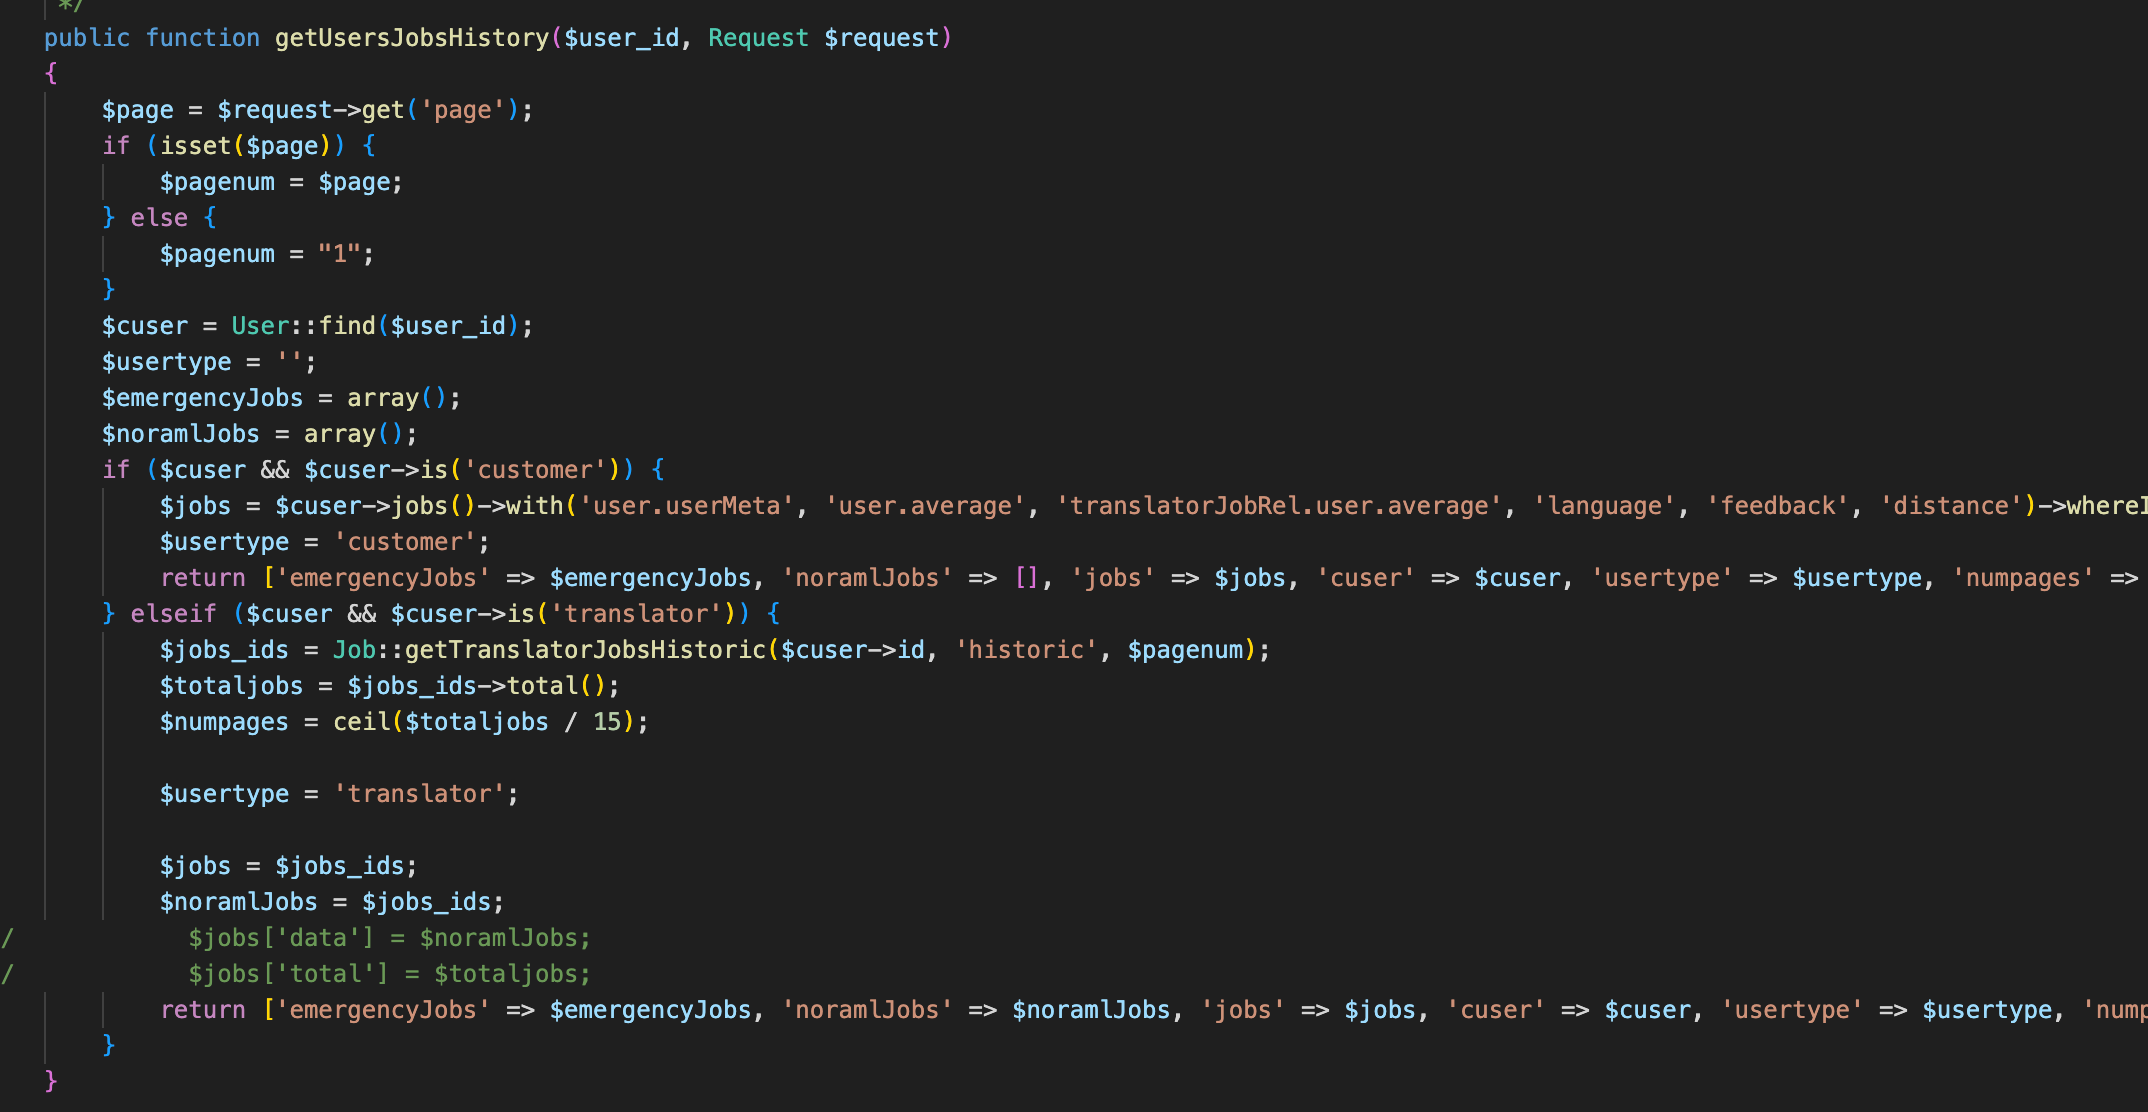 */
public function getUsersJobsHistory($user_id, Request $request)
{
    $page = $request->get('page');
    if (isset($page)) {
        $pagenum = $page;
    } else {
        $pagenum = "1";
    }
    $cuser = User::find($user_id);
    $usertype = '';
    $emergencyJobs = array();
    $noramlJobs = array();
    if ($cuser && $cuser->is('customer')) {
        $jobs = $cuser->jobs()->with('user.userMeta', 'user.average', 'translatorJobRel.user.average', 'language', 'feedback', 'distance')->where
        $usertype = 'customer';
        return ['emergencyJobs' => $emergencyJobs, 'noramlJobs' => [], 'jobs' => $jobs, 'cuser' => $cuser, 'usertype' => $usertype, 'numpages' =>
    } elseif ($cuser && $cuser->is('translator')) {
        $jobs_ids = Job::getTranslatorJobsHistoric($cuser->id, 'historic', $pagenum);
        $totaljobs = $jobs_ids->total();
        $numpages = ceil($totaljobs / 15);
        $usertype = 'translator';
        $jobs = $jobs_ids;
        $noramlJobs = $jobs_ids;
/            $jobs['data'] = $noramlJobs;
/            $jobs['total'] = $totaljobs;
        return ['emergencyJobs' => $emergencyJobs, 'noramlJobs' => $noramlJobs, 'jobs' => $jobs, 'cuser' => $cuser, 'usertype' => $usertype, 'num
    }
}